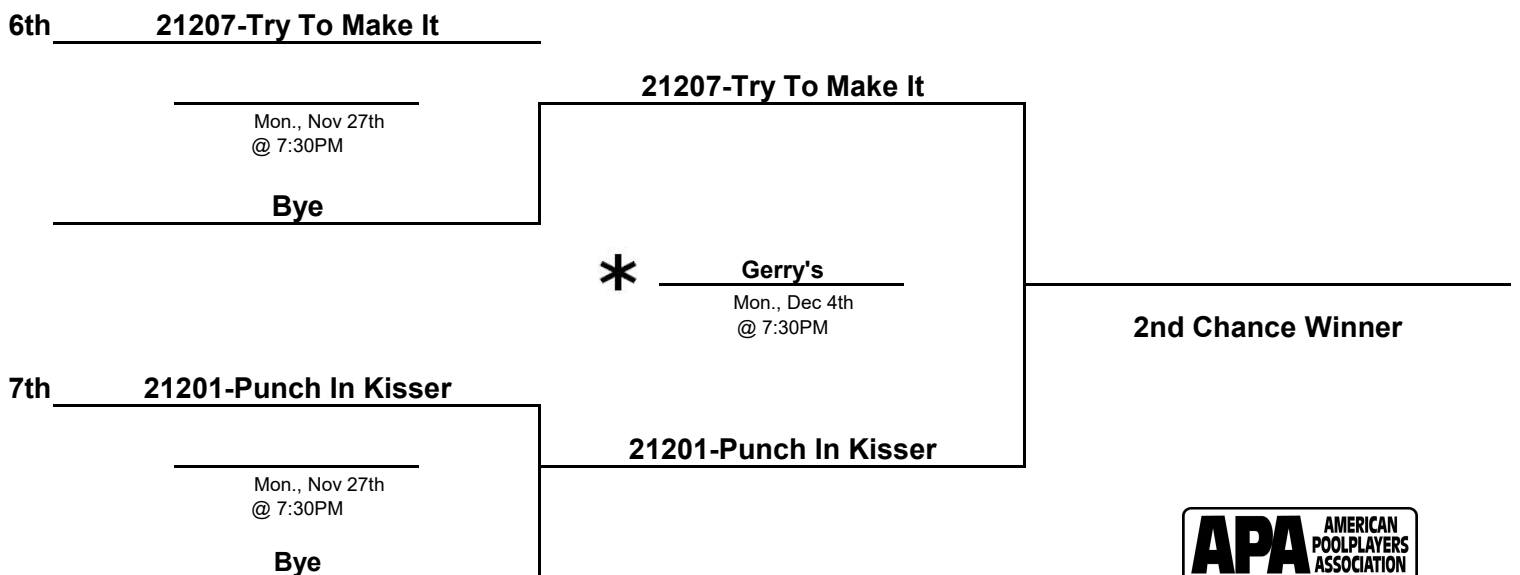 6th 21207-Try To Make It
21207-Try To Make It
Mon., Nov 27th
@ 7:30PM
Bye
* Gerry's
Mon., Dec 4th
@ 7:30PM
2nd Chance Winner
7th 21201-Punch In Kisser
21201-Punch In Kisser
Mon., Nov 27th
@ 7:30PM
Bye
APA AMERICAN
POOLPLAYERS
ASSOCIATION